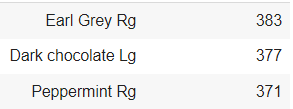 Earl Grey Rg 383
Dark chocolate Lg 377
Peppermint Rg 371